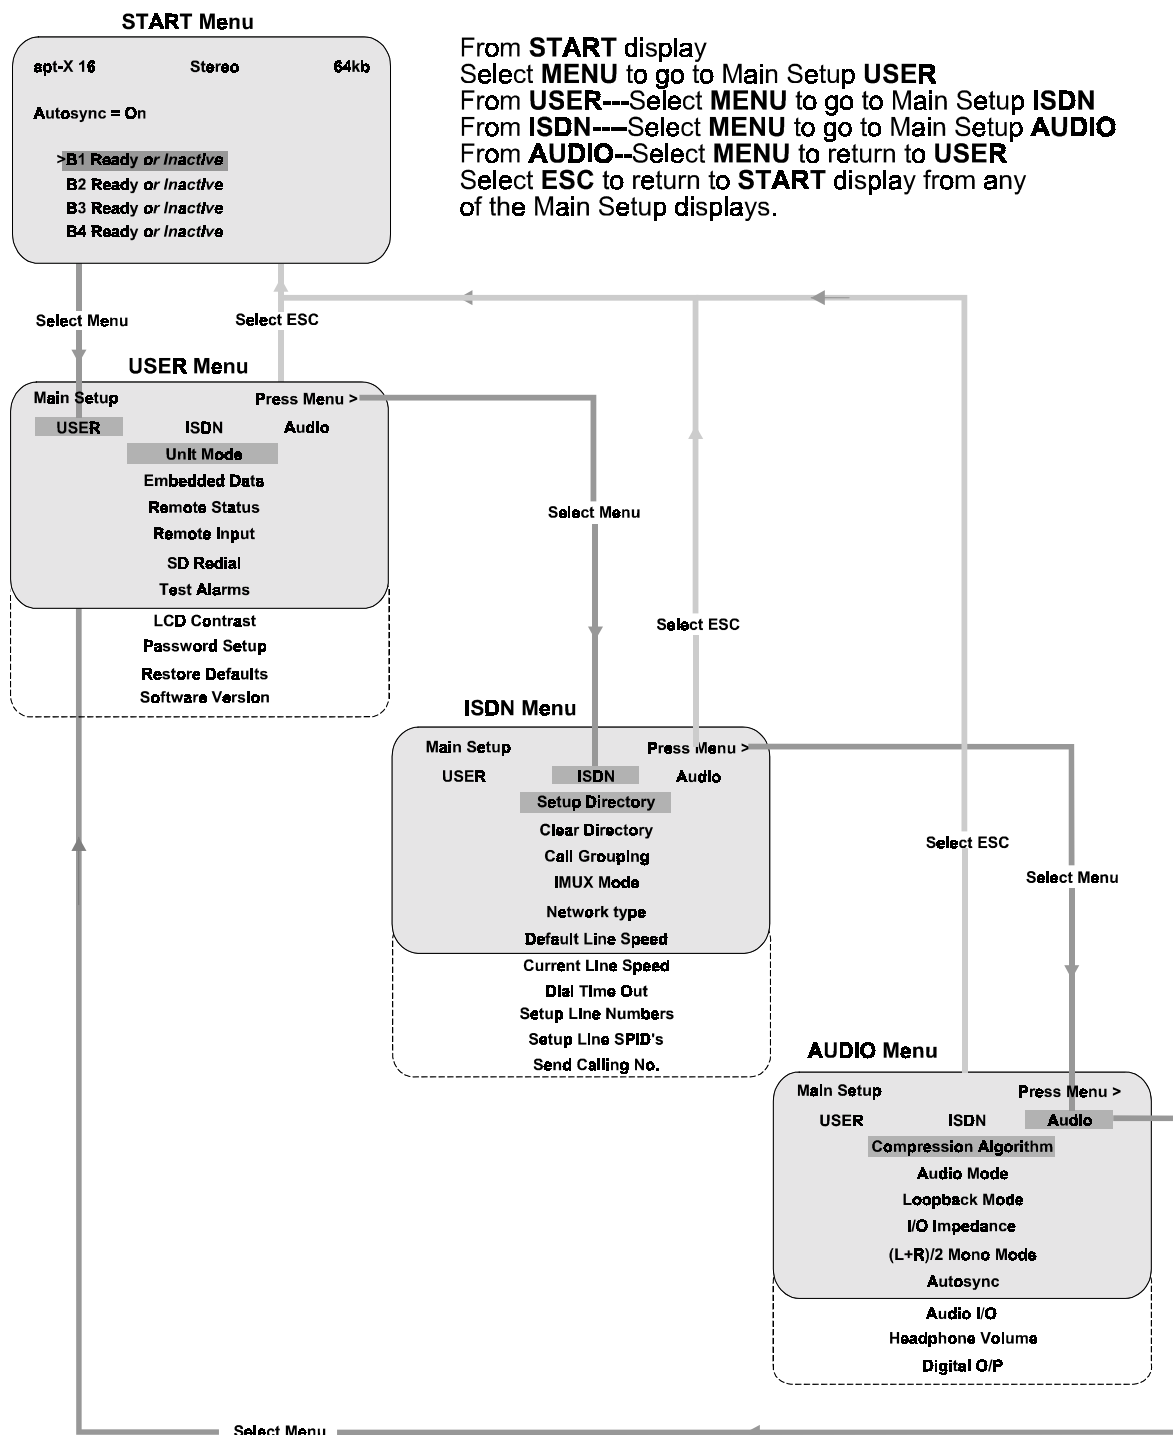 START Menu
apt-X 16 Stereo 64kb
Autosync = On
>B1 Ready or Inactive
B2 Ready or Inactive
B3 Ready or Inactive
B4 Ready or Inactive
From START display
Select MENU to go to Main Setup USER
From USER---Select MENU to go to Main Setup ISDN
From ISDN----Select MENU to go to Main Setup AUDIO
From AUDIO--Select MENU to return to USER
Select ESC to return to START display from any
of the Main Setup displays.
Select Menu
Select ESC
USER Menu
Main Setup Press Menu >
USER ISDN Audio
Unit Mode
Embedded Data
Remote Status
Remote Input
SD Redial
Test Alarms
LCD Contrast
Password Setup
Restore Defaults
Software Version
Select Menu
Select ESC
ISDN Menu
Main Setup Press Menu >
USER ISDN Audio
Setup Directory
Clear Directory
Call Grouping
IMUX Mode
Network type
Default Line Speed
Current Line Speed
Dial Time Out
Setup Line Numbers
Setup Line SPID's
Send Calling No.
Select ESC
Select Menu
AUDIO Menu
Main Setup Press Menu >
USER ISDN Audio
Compression Algorithm
Audio Mode
Loopback Mode
I/O Impedance
(L+R)/2 Mono Mode
Autosync
Audio I/O
Headphone Volume
Digital O/P
Select Menu